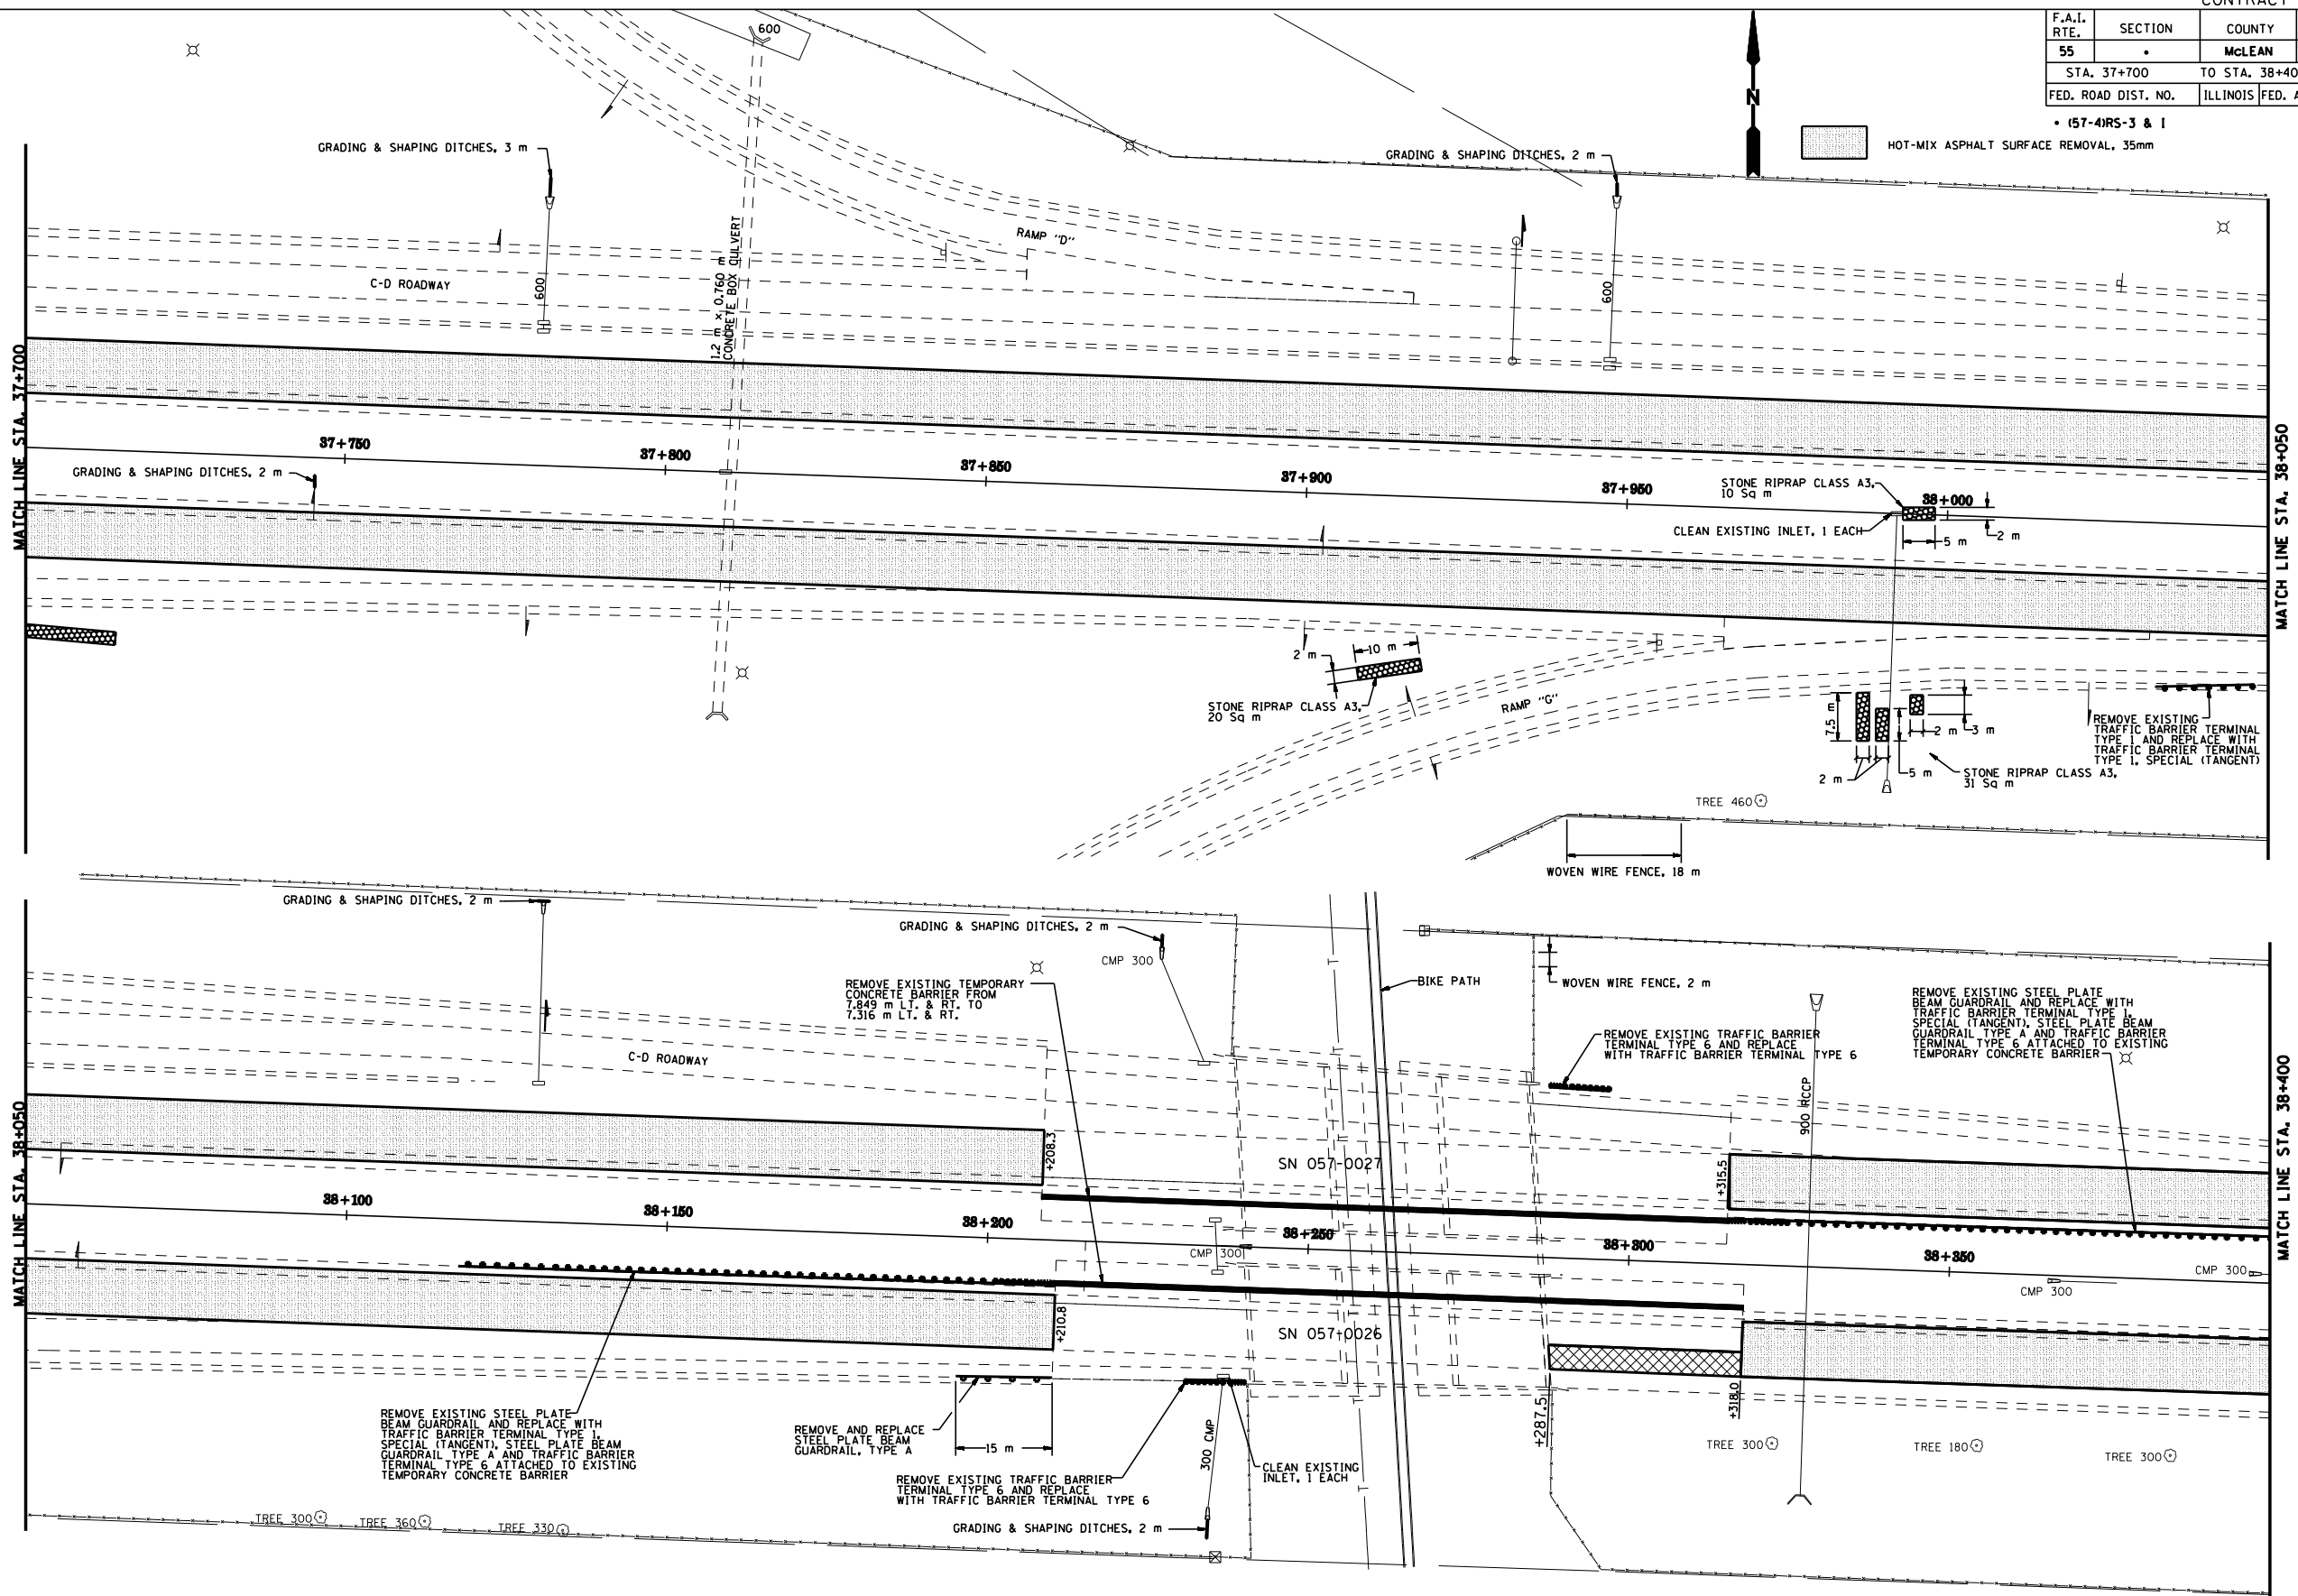 CONTRACT
F.A.I. RTE. SECTION COUNTY
55 • McLEAN
STA. 37+700 TO STA. 38+40
FED. ROAD DIST. NO. ILLINOIS FED. A
• (57-4)RS-3 & I
HOT-MIX ASPHALT SURFACE REMOVAL, 35mm
N
600
GRADING & SHAPING DITCHES, 3 m
GRADING & SHAPING DITCHES, 2 m
RAMP "D"
C-D ROADWAY
600
1.2 m x 0.760 m
CONCRETE BOX CULVERT
600
MATCH LINE STA. 37+700
37+750
37+800
37+850
37+900
37+950
38+000
GRADING & SHAPING DITCHES, 2 m
STONE RIPRAP CLASS A3,
10 Sq m
CLEAN EXISTING INLET, 1 EACH
5 m
2 m
MATCH LINE STA. 38+050
10 m
2 m
STONE RIPRAP CLASS A3,
20 Sq m
RAMP "G"
7.5 m
2 m
5 m
2 m
3 m
STONE RIPRAP CLASS A3,
31 Sq m
REMOVE EXISTING
TRAFFIC BARRIER TERMINAL
TYPE 1 AND REPLACE WITH
TRAFFIC BARRIER TERMINAL
TYPE 1, SPECIAL (TANGENT)
TREE 460
WOVEN WIRE FENCE, 18 m
GRADING & SHAPING DITCHES, 2 m
GRADING & SHAPING DITCHES, 2 m
CMP 300
REMOVE EXISTING TEMPORARY
CONCRETE BARRIER FROM
7.849 m LT. & RT. TO
7.316 m LT. & RT.
BIKE PATH
WOVEN WIRE FENCE, 2 m
REMOVE EXISTING TRAFFIC BARRIER
TERMINAL TYPE 6 AND REPLACE
WITH TRAFFIC BARRIER TERMINAL TYPE 6
REMOVE EXISTING STEEL PLATE
BEAM GUARDRAIL AND REPLACE WITH
TRAFFIC BARRIER TERMINAL TYPE 1,
SPECIAL (TANGENT), STEEL PLATE BEAM
GUARDRAIL TYPE A AND TRAFFIC BARRIER
TERMINAL TYPE 6 ATTACHED TO EXISTING
TEMPORARY CONCRETE BARRIER
C-D ROADWAY
900 RCCP
MATCH LINE STA. 38+050
+208.3
SN 057-0027
+315.5
MATCH LINE STA. 38+400
38+100
38+150
38+200
38+250
38+300
38+350
CMP 300
CMP 300
CMP 300
+210.8
SN 057-0026
+287.5
+318.0
REMOVE EXISTING STEEL PLATE
BEAM GUARDRAIL AND REPLACE WITH
TRAFFIC BARRIER TERMINAL TYPE 1,
SPECIAL (TANGENT), STEEL PLATE BEAM
GUARDRAIL TYPE A AND TRAFFIC BARRIER
TERMINAL TYPE 6 ATTACHED TO EXISTING
TEMPORARY CONCRETE BARRIER
REMOVE AND REPLACE
STEEL PLATE BEAM
GUARDRAIL, TYPE A
15 m
REMOVE EXISTING TRAFFIC BARRIER
TERMINAL TYPE 6 AND REPLACE
WITH TRAFFIC BARRIER TERMINAL TYPE 6
300 CMP
CLEAN EXISTING
INLET, 1 EACH
GRADING & SHAPING DITCHES, 2 m
TREE 300
TREE 180
TREE 300
TREE 300
TREE 360
TREE 330